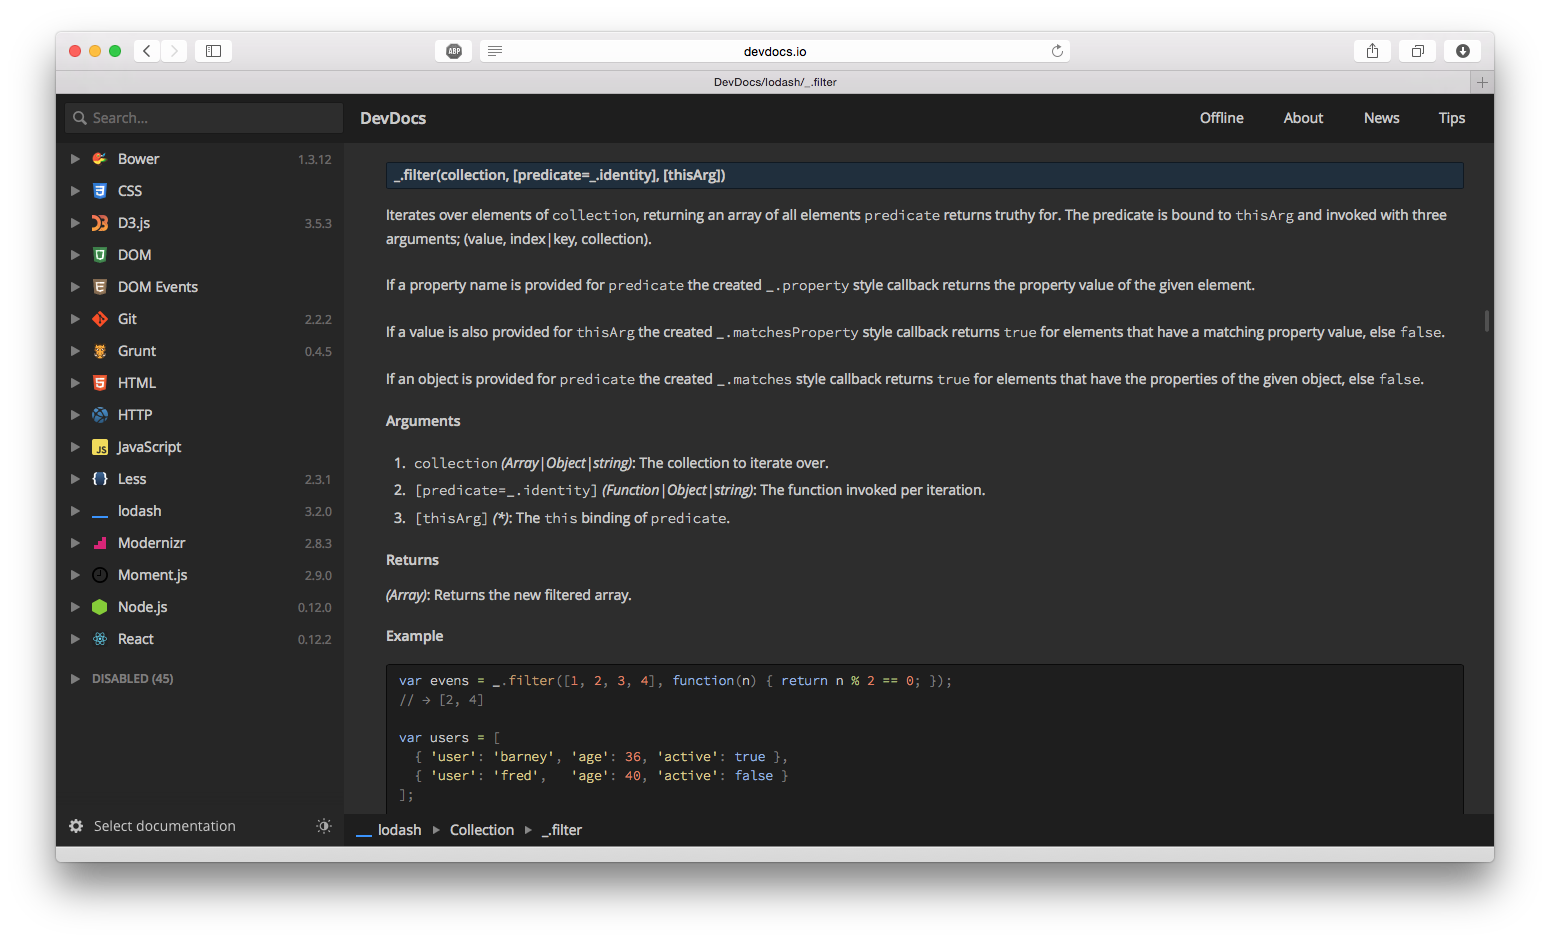 ABP
devdocs.io
DevDocs/lodash/_.filter
Search...
DevDocs
Offline
About
News
Tips
Bower 1.3.12
CSS
D3.js 3.5.3
DOM
DOM Events
Git 2.2.2
Grunt 0.4.5
HTML
HTTP
JS JavaScript
Less 2.3.1
lodash 3.2.0
Modernizr 2.8.3
Moment.js 2.9.0
Node.js 0.12.0
React 0.12.2
DISABLED (45)
Select documentation
_.filter(collection, [predicate=_.identity], [thisArg])
Iterates over elements of collection, returning an array of all elements predicate returns truthy for. The predicate is bound to thisArg and invoked with three
arguments; (value, index|key, collection).
If a property name is provided for predicate the created _.property style callback returns the property value of the given element.
If a value is also provided for thisArg the created _.matchesProperty style callback returns true for elements that have a matching property value, else false.
If an object is provided for predicate the created _.matches style callback returns true for elements that have the properties of the given object, else false.
Arguments
1. collection (Array|Object|string): The collection to iterate over.
2. [predicate=_.identity] (Function|Object|string): The function invoked per iteration.
3. [thisArg] (*): The this binding of predicate.
Returns
(Array): Returns the new filtered array.
Example
var evens = _.filter([1, 2, 3, 4], function(n) { return n % 2 == 0; });
// → [2, 4]
var users = [
{ 'user': 'barney', 'age': 36, 'active': true },
{ 'user': 'fred',   'age': 40, 'active': false }
];
lodash ▸ Collection ▸ _.filter